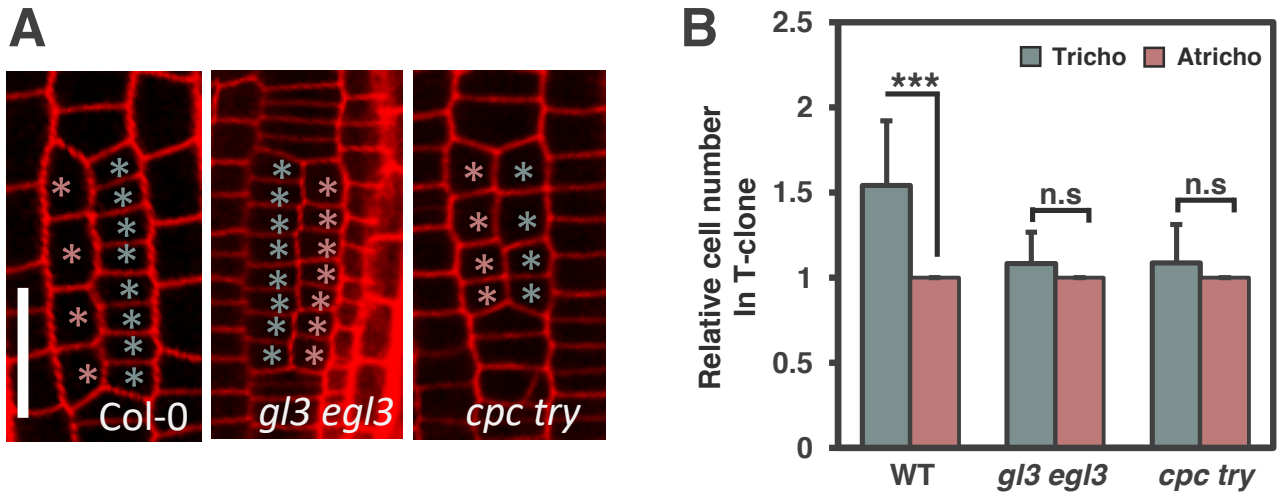 A
Col-0
gl3 egl3
cpc try
B
Relative cell number
In T-clone
2.5
2
1.5
1
0.5
0
Tricho
Atricho
***
n.s
n.s
WT
gl3 egl3
cpc try